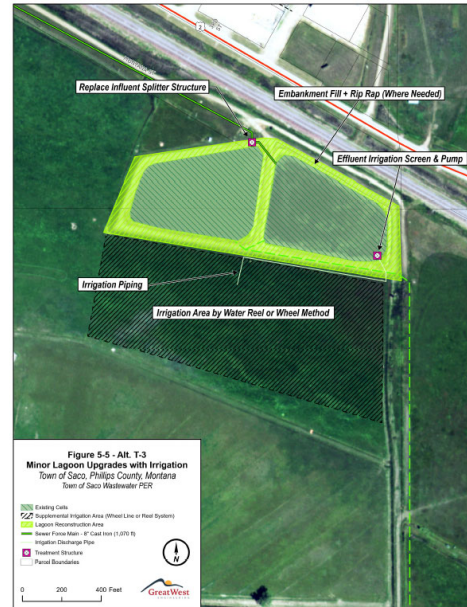 2
Replace Influent Splitter Structure
Embankment Fill + Rip Rap (Where Needed)
Effluent Irrigation Screen & Pump
Irrigation Piping
Irrigation Area by Water Reel or Wheel Method
Figure 5-5 - Alt. T-3
Minor Lagoon Upgrades with Irrigation
Town of Saco, Phillips County, Montana
Town of Saco Wastewater PER
Existing Cells
Supplemental Irrigation Area (Wheel Line or Reel System)
Lagoon Reconstruction Area
Sewer Force Main - 8" Cast Iron (1,070 ft)
Irrigation Discharge Pipe
Treatment Structure
Parcel Boundaries
N
0 200 400 Feet
GreatWest
ENGINEERING